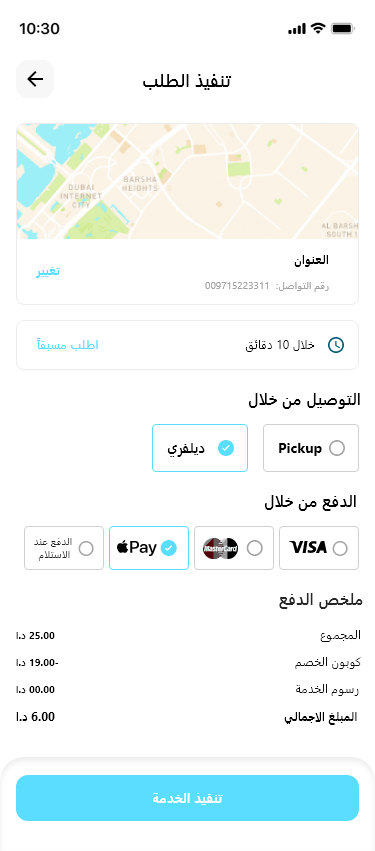 10:30
تنفيذ الطلب
DUBAI
INTERNET
CITY
BARSHA
HEIGHTS
AL BARSH
SOUTH 1
العنوان
تغيير
رقم التواصل: 009715223311
خلال 10 دقائق
اطلب مسبقاً
التوصيل من خلال
Pickup
ديلفري
الدفع من خلال
VISA
MasterCard
Pay
الدفع عند
الاستلام
ملخص الدفع
المجموع 25.00 د.ا
كوبون الخصم -19.00 د.ا
رسوم الخدمة 00.00 د.ا
المبلغ الاجمالي 6.00 د.ا
تنفيذ الخدمة